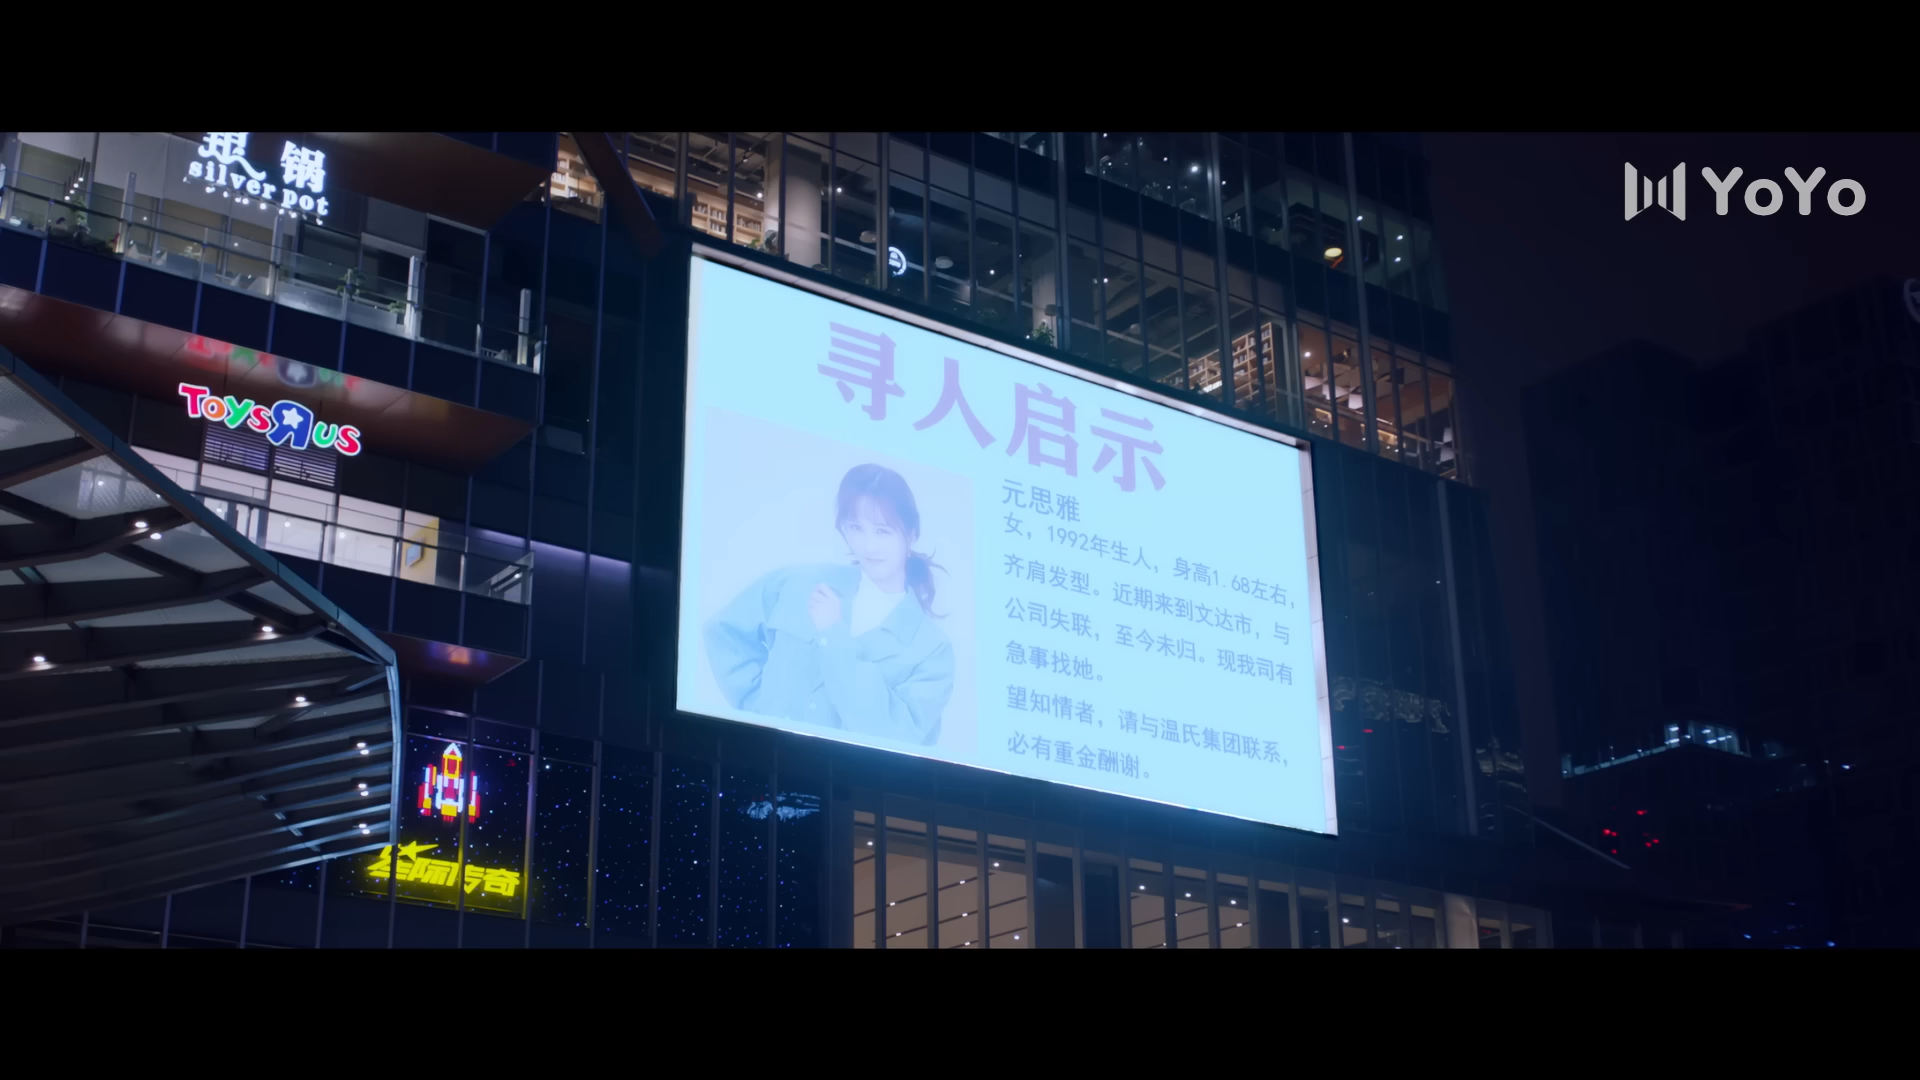 银锅
silver pot
YoYo
TOYSRUS
寻人启示
元思雅
女，1992年生人，身高1.68左右，
齐肩发型。近期来到文达市，与
公司失联，至今未归。现我司有
急事找她。
望知情者，请与温氏集团联系，
必有重金酬谢。
星际传奇